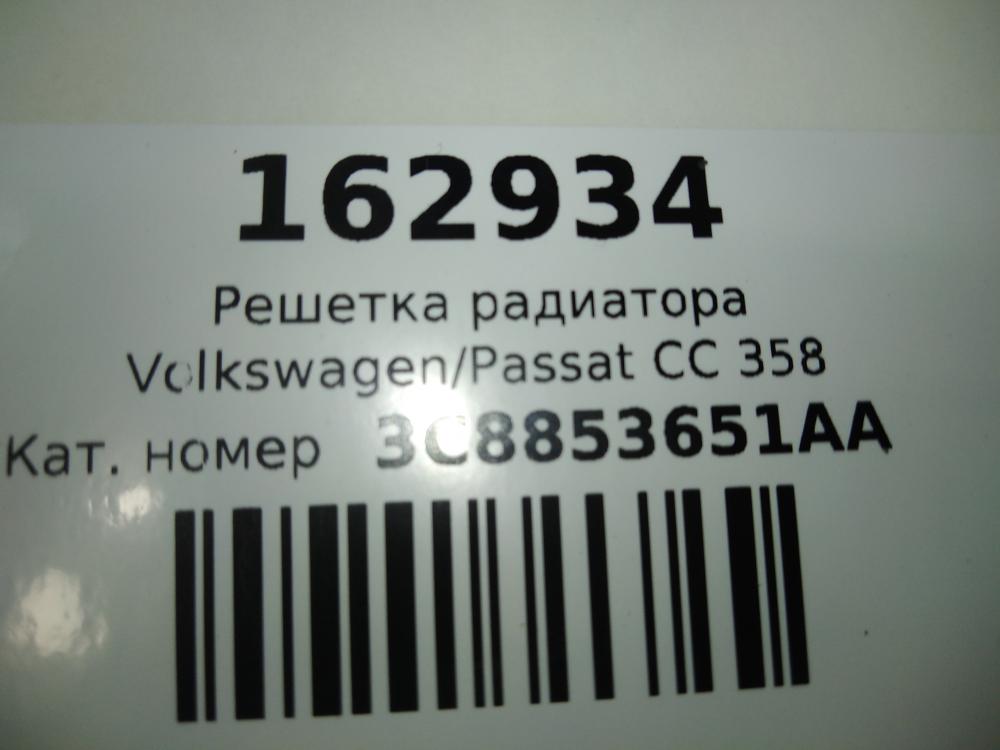 162934
Решетка радиатора
Volkswagen/Passat CC 358
Кат. номер 3C8853651AA